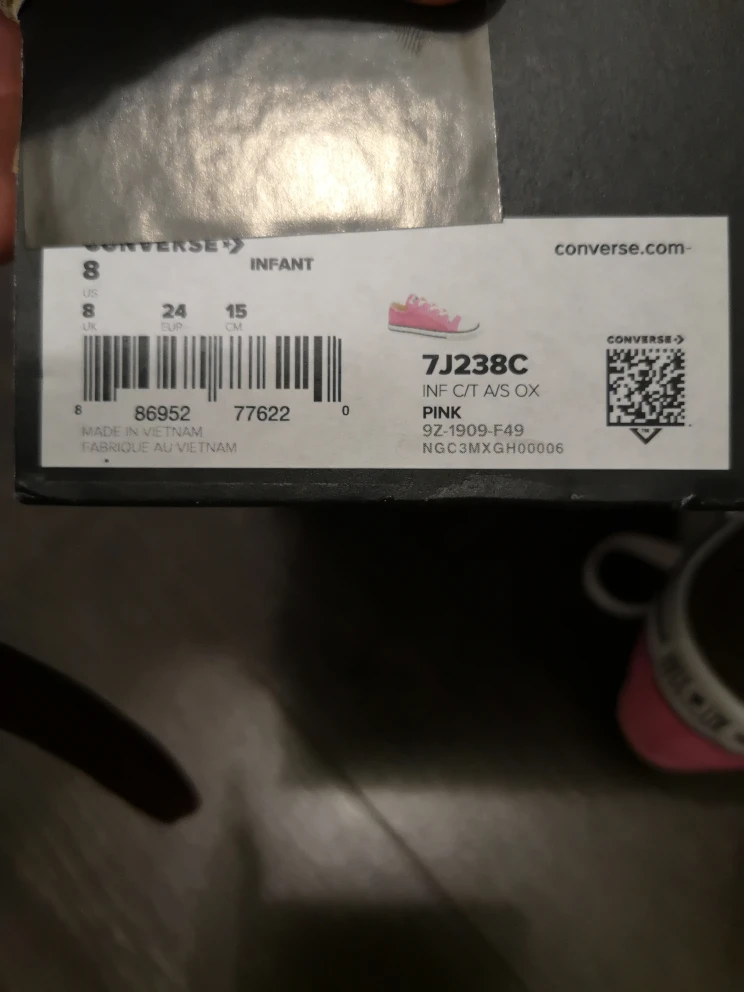 CONVERSE
INFANT
converse.com
8
US
8 24 15
UK EUR CM
8 86952 77622 0
MADE IN VIETNAM
FABRIQUE AU VIETNAM
7J238C
INF C/T A/S OX
PINK
9Z-1909-F49
NGC3MXGH00006
CONVERSE